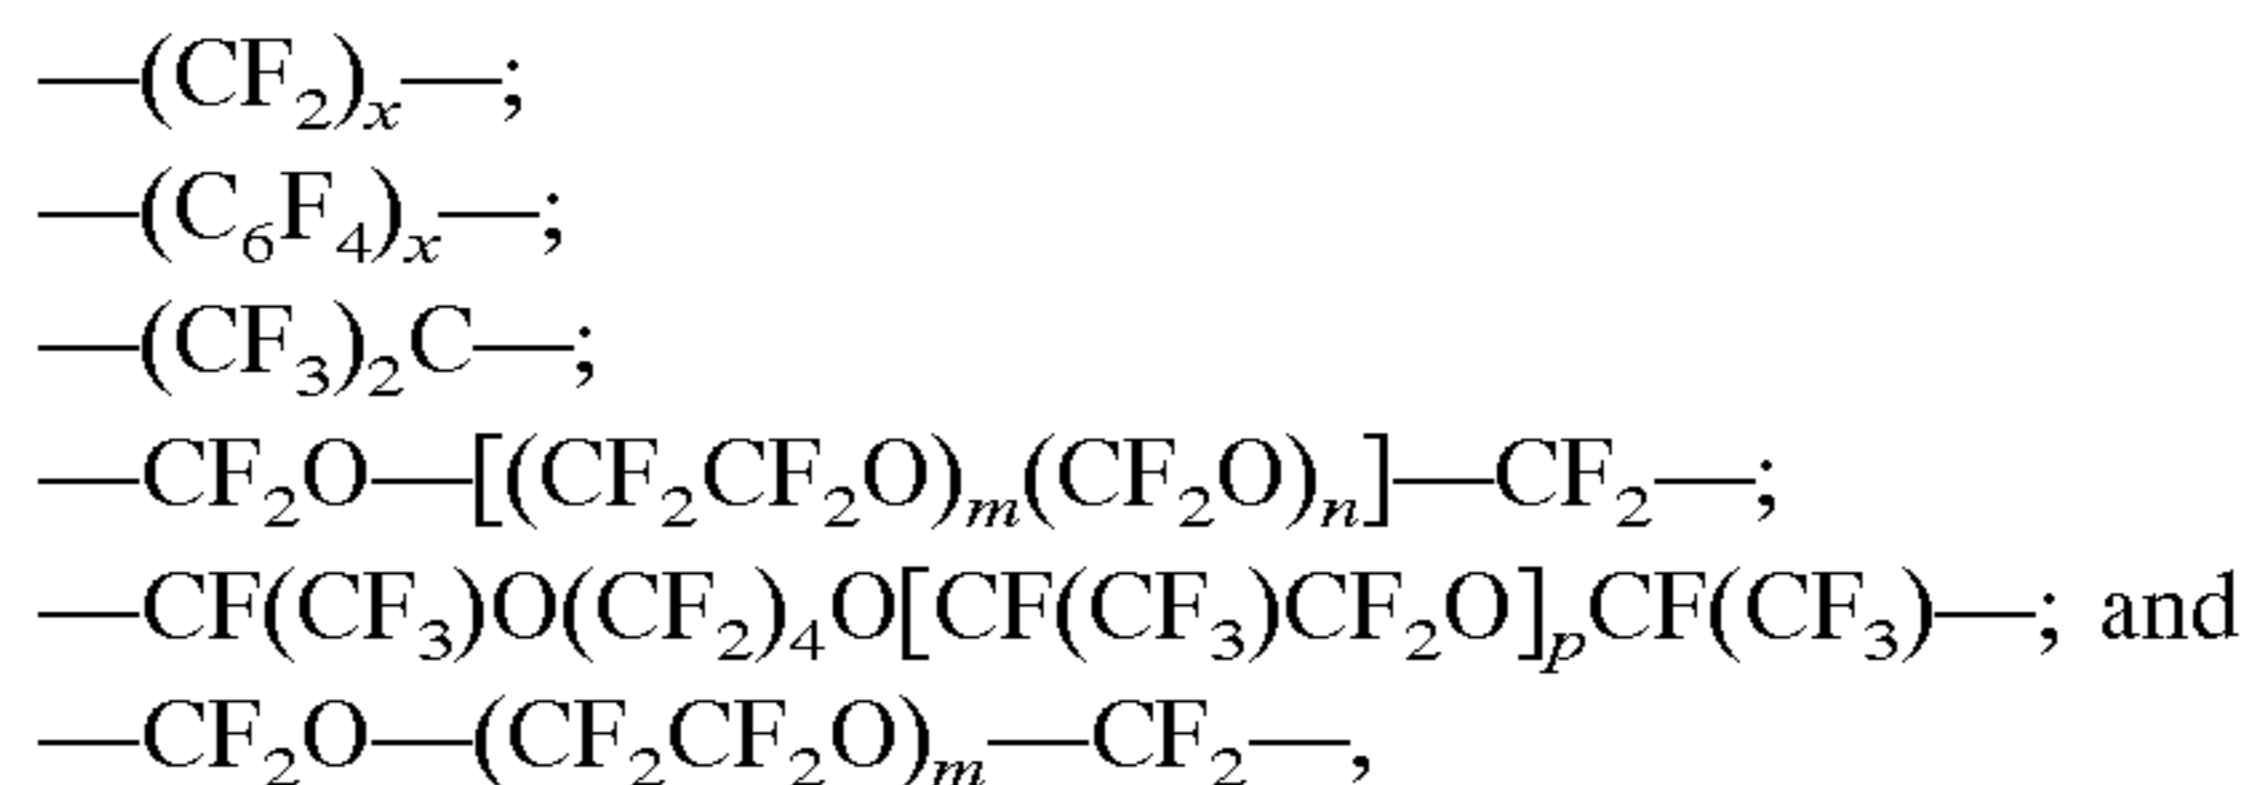 —(CF₂)ₓ—;
—(C₆F₄)ₓ—;
—(CF₃)₂C—;
—CF₂O—[(CF₂CF₂O)ₘ(CF₂O)ₙ]—CF₂—;
—CF(CF₃)O(CF₂)₄O[CF(CF₃)CF₂O]ₚCF(CF₃)—; and
—CF₂O—(CF₂CF₂O)ₘ—CF₂—,